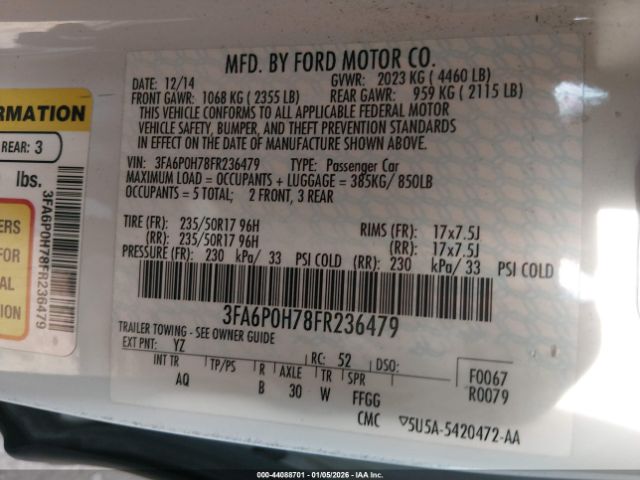 MFD. BY FORD MOTOR CO.
DATE: 12/14 GVWR: 2023 KG ( 4460 LB)
FRONT GAWR: 1068 KG ( 2355 LB) REAR GAWR: 959 KG ( 2115 LB)
THIS VEHICLE CONFORMS TO ALL APPLICABLE FEDERAL MOTOR
VEHICLE SAFETY, BUMPER, AND THEFT PREVENTION STANDARDS
IN EFFECT ON THE DATE OF MANUFACTURE SHOWN ABOVE.
VIN: 3FA6P0H78FR236479 TYPE: Passenger Car
MAXIMUM LOAD = OCCUPANTS + LUGGAGE = 385KG/ 850LB
OCCUPANTS = 5 TOTAL; 2 FRONT, 3 REAR
TIRE (FR): 235/50R17 96H RIMS (FR): 17x7.5J
(RR): 235/50R17 96H (RR): 17x7.5J
PRESSURE (FR): 230 kPa/ 33 PSI COLD (RR): 230 kPa/ 33 PSI COLD
3FA6P0H78FR236479
TRAILER TOWING - SEE OWNER GUIDE
EXT PNT: YZ RC: 52 DSO: F0067
INT TR TP/PS R AXLE TR SPR R0079
AQ B 30 W FFGG
CMC 5U5A-5420472-AA
ORMATION
REAR: 3
lbs.
3FA6P0H78FR236479
ERS
FOR
AL
ION
000-44088701 - 01/05/2026 - IAA, Inc.